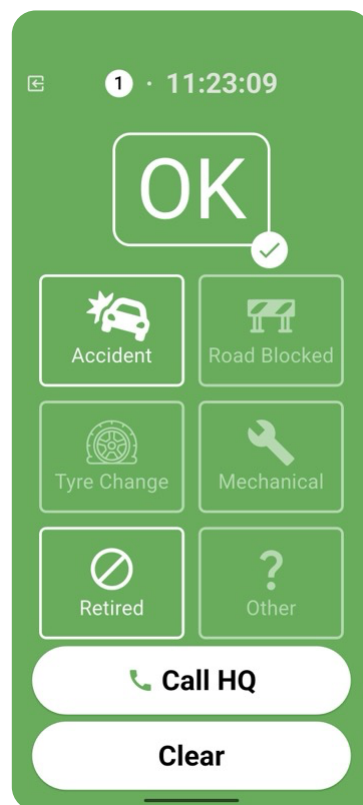 1 · 11:23:09
OK
Accident
Road Blocked
Tyre Change
Mechanical
Retired
?
Other
Call HQ
Clear